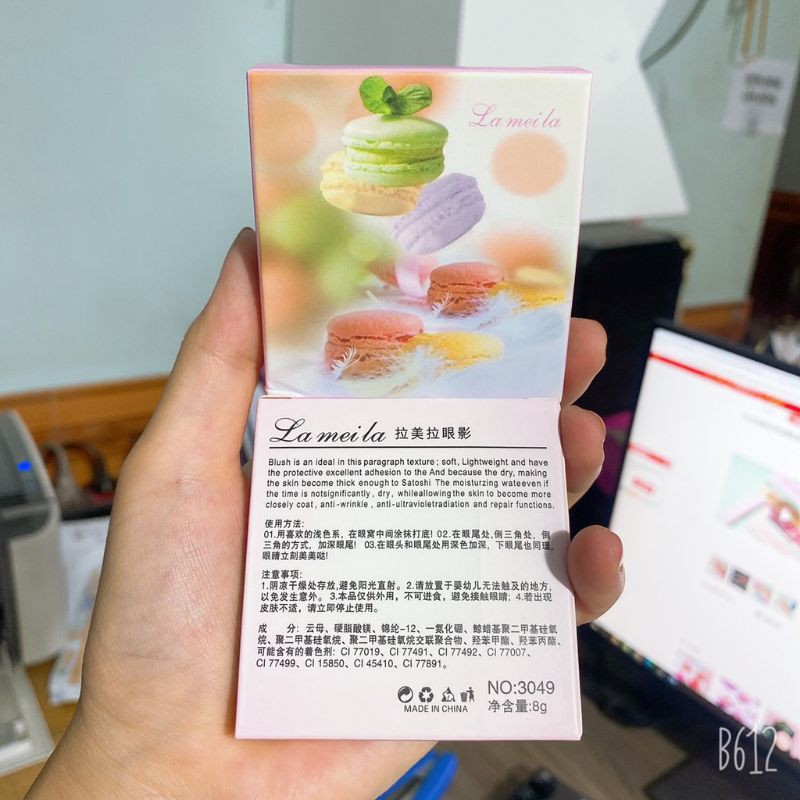 La mei la
La mei la 拉美拉眼影
Blush is an ideal in this paragraph texture; soft, Lightweight and have
the protective excellent adhesion to the And because the dry, making
the skin become thick enough to Satoshi The moisturzing wateeven if
the time is notsignificantly, dry, whileallowing the skin to become more
closely coat, anti-wrinkle, anti-ultravioletradiation and repair functions.
使用方法:
01.用喜欢的浅色系，在眼窝中间涂抹打底! 02.在眼尾处,倒三角处，倒
三角的方式，加深眼尾! 03.在眼头和眼尾处用深色加深，下眼尾也同理，
眼睛立刻美美哒!
注意事项:
1.阴凉干燥处存放,避免阳光直射。2.请放置于婴幼儿无法触及的地方，
以免发生意外。3.本品仅供外用，不可进食，避免接触眼睛; 4.若出现
皮肤不适，请立即停止使用。
成 分: 云母、硬脂酸镁、锦纶-12、一氮化硼、鲸蜡基聚二甲基硅氧
烷、聚二甲基硅氧烷、聚二甲基硅氧烷交联聚合物、羟苯甲酯、羟苯丙酯、
可能含有的着色剂: CI 77019、CI 77491、CI 77492、CI 77007、
CI 77499、CI 15850、CI 45410、CI 77891。
MADE IN CHINA
NO:3049
净含量:8g
B612